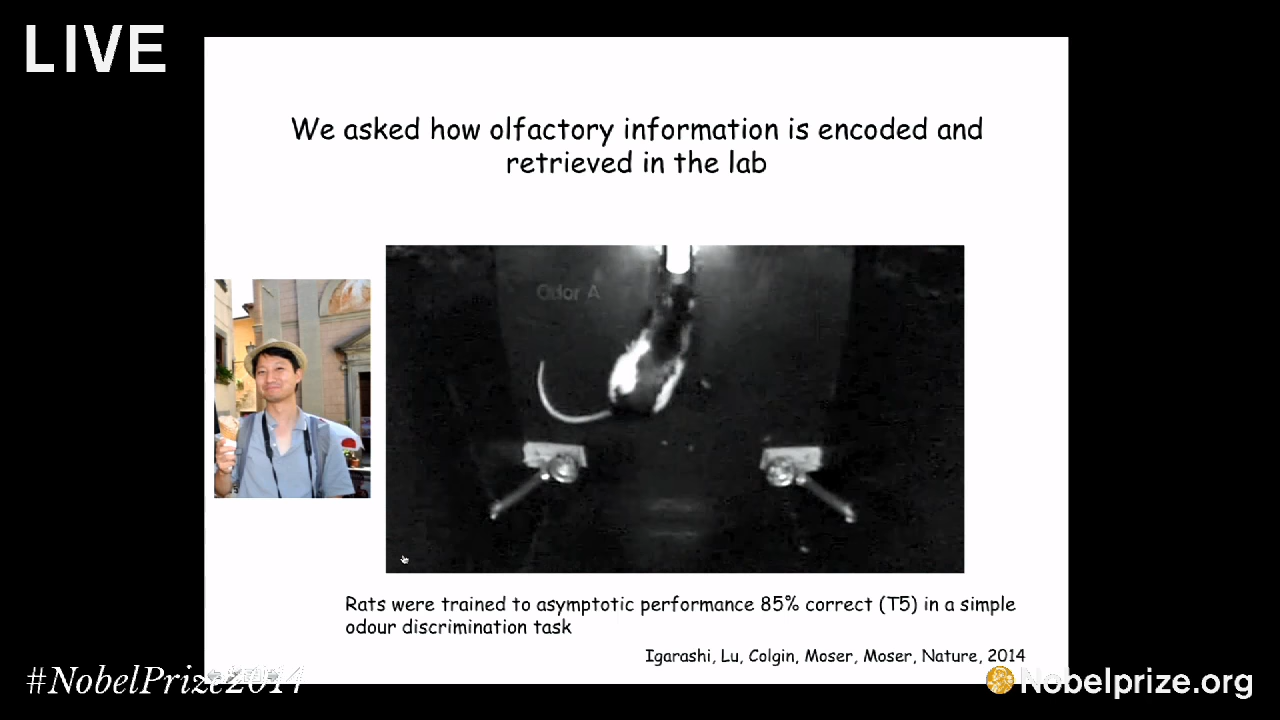 LIVE
We asked how olfactory information is encoded and
retrieved in the lab
Odor A
Rats were trained to asymptotic performance 85% correct (T5) in a simple
odour discrimination task
Igarashi, Lu, Colgin, Moser, Moser, Nature, 2014
#NobelPrize2014
Nobelprize.org